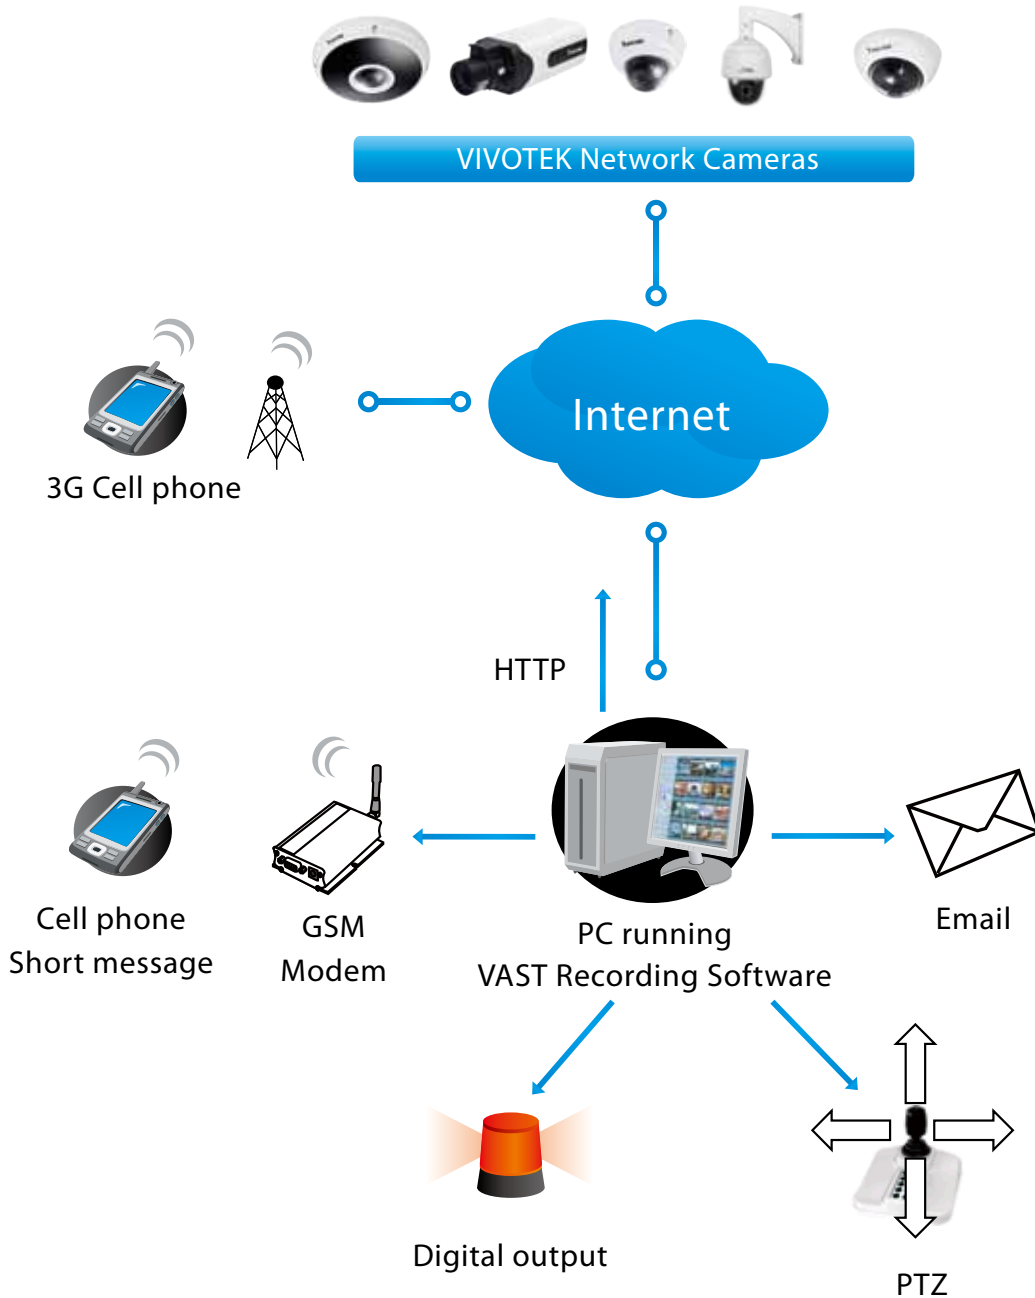 VIVOTEK Network Cameras
Internet
3G Cell phone
HTTP
Cell phone
Short message
GSM
Modem
PC running
VAST Recording Software
Email
Digital output
PTZ